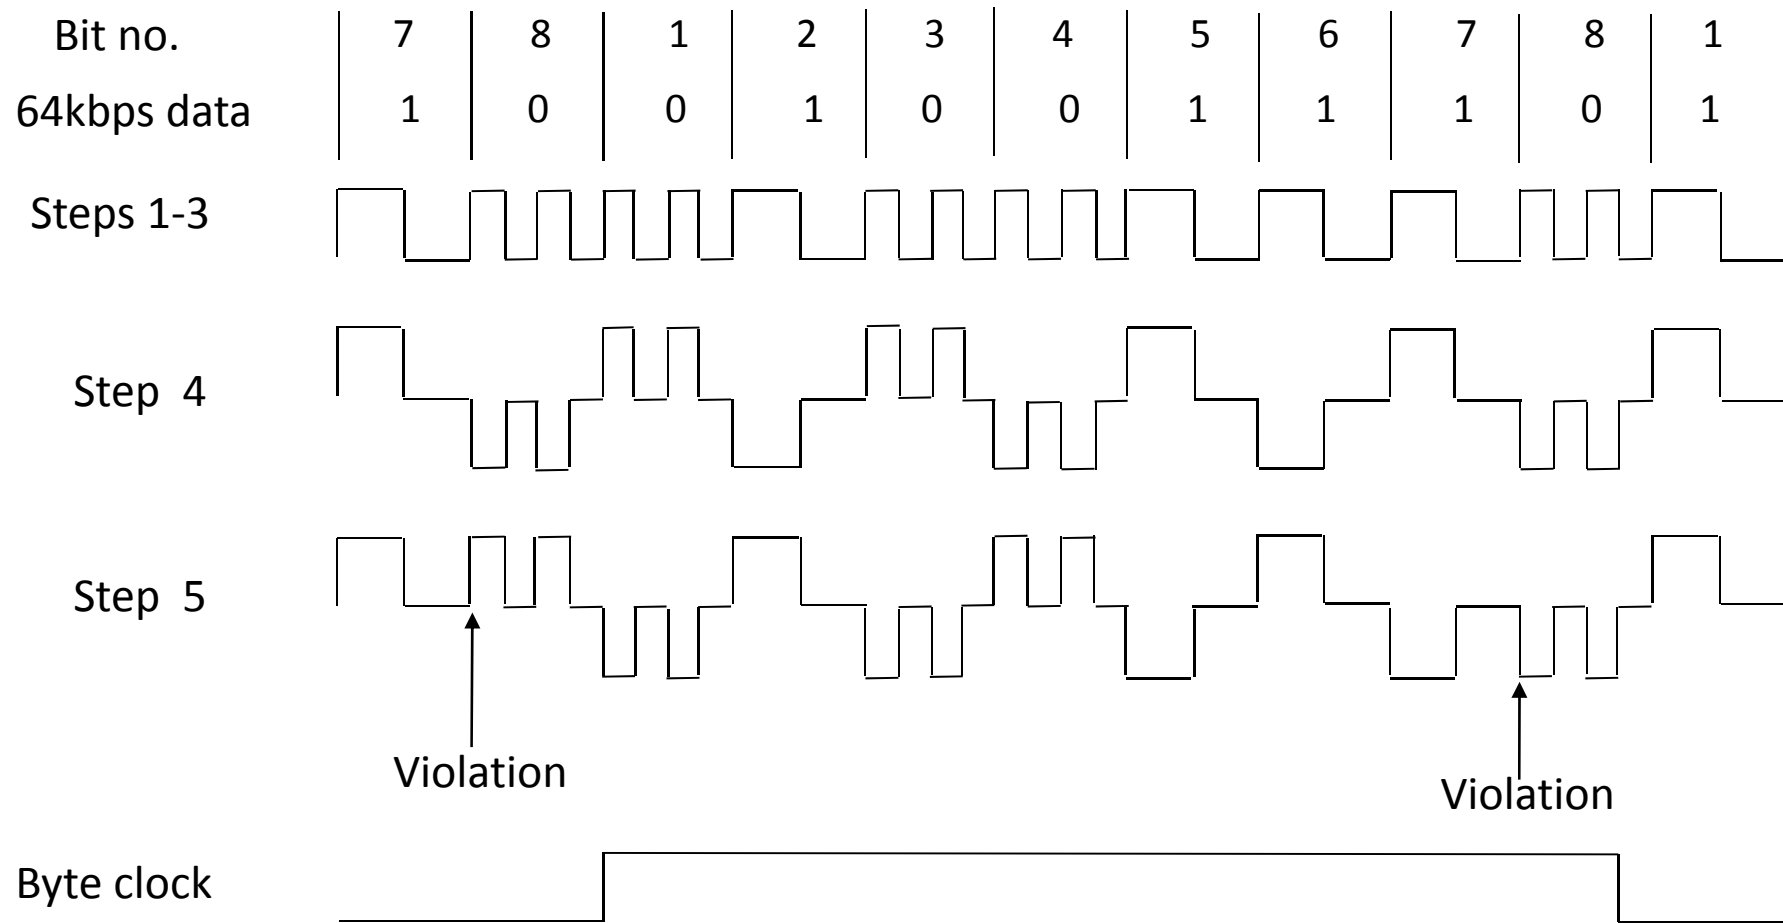 Bit no. 7 8 1 2 3 4 5 6 7 8 1
64kbps data 1 0 0 1 0 0 1 1 1 0 1
Steps 1-3
Step 4
Step 5
Violation
Violation
Byte clock